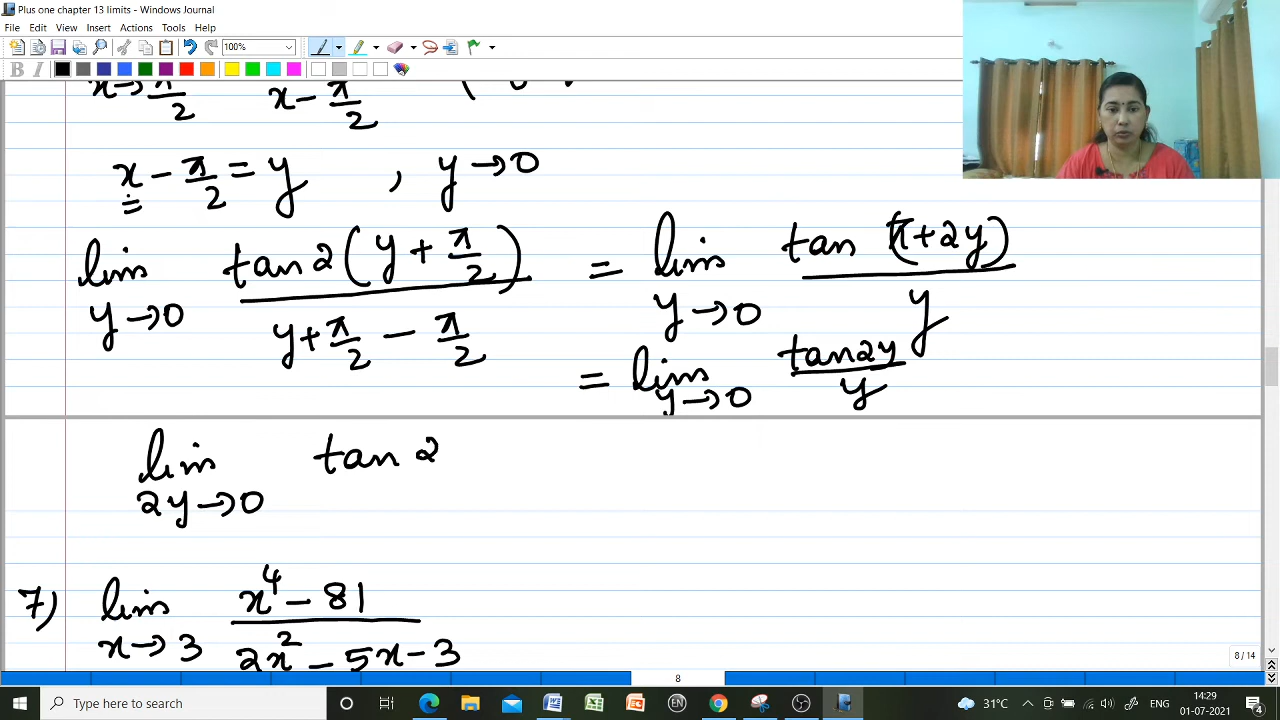 Plus one chapter 13 limits - Windows Journal
File Edit View Insert Actions Tools Help
100%
B I
x→π/2 x - π/2
x - π/2 = y , y→0
lim y→0 tan 2(y + π/2) / y + π/2 - π/2 = lim y→0 tan (π+2y) / y
= lim y→0 tan2y / y
lim 2y→0 tan 2
7) lim x→3 x⁴ - 81 / 2x² - 5x - 3
8 / 14
8
Type here to search
31°C
ENG
14:29
01-07-2021